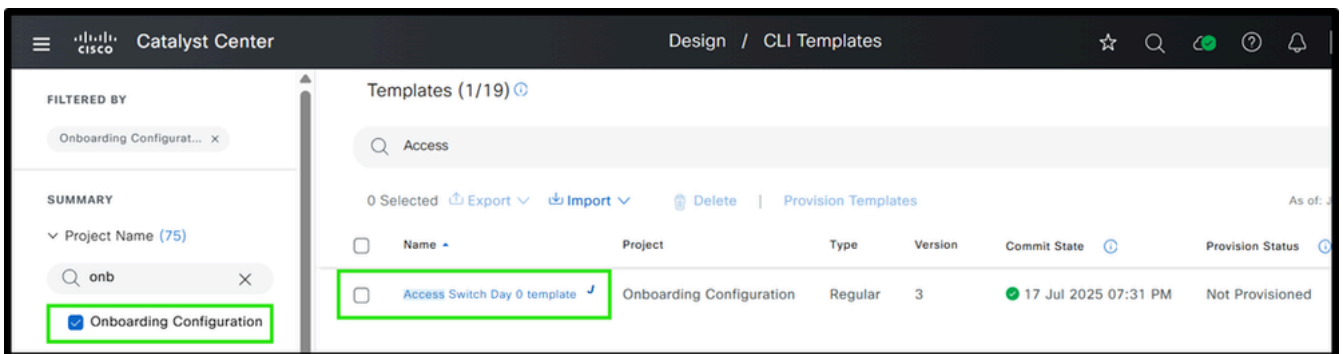 CISCO
Catalyst Center
Design / CLI Templates
FILTERED BY
Onboarding Configurat... ×
SUMMARY
Project Name (75)
onb
Onboarding Configuration
Templates (1/19)
Access
0 Selected Export Import Delete | Provision Templates
As of: J
Name Project Type Version Commit State Provision Status
Access Switch Day 0 template J Onboarding Configuration Regular 3 17 Jul 2025 07:31 PM Not Provisioned